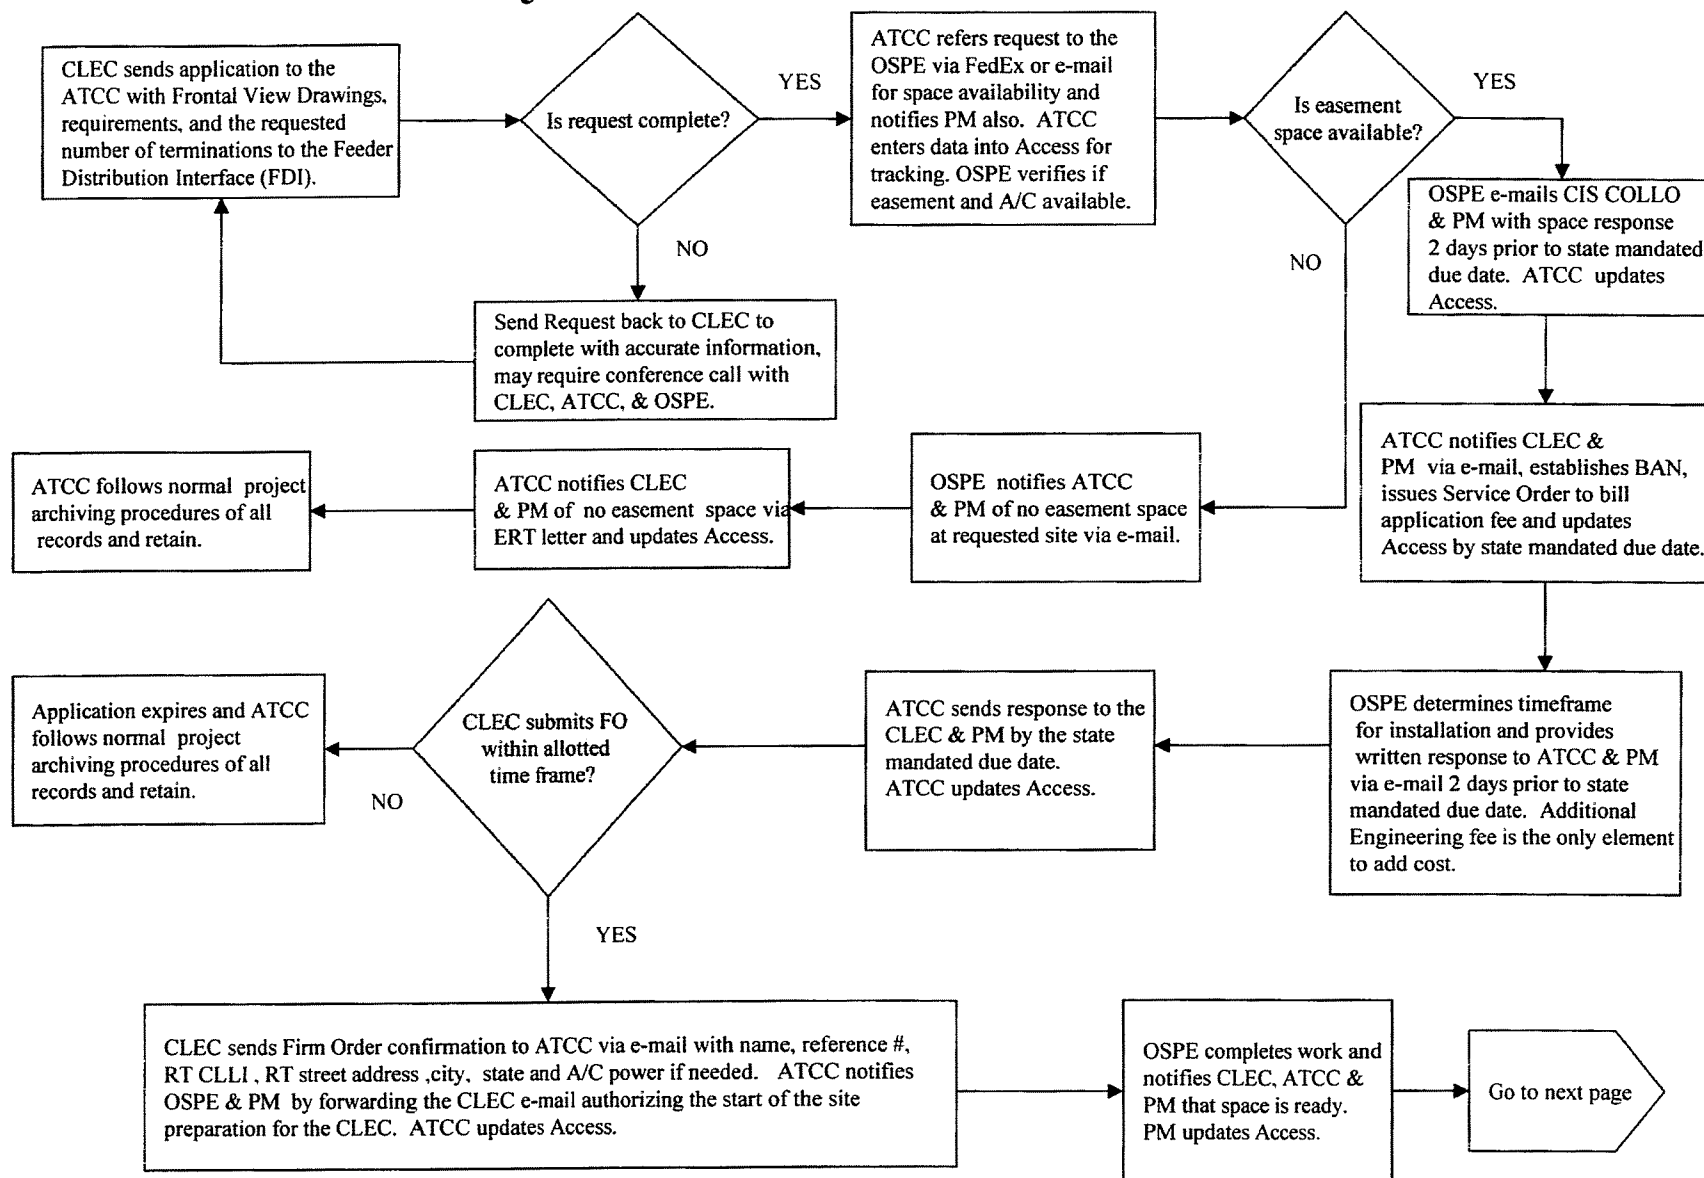 CLEC sends application to the
ATCC with Frontal View Drawings,
requirements, and the requested
number of terminations to the Feeder
Distribution Interface (FDI).
Is request complete?
YES
NO
ATCC refers request to the
OSPE via FedEx or e-mail
for space availability and
notifies PM also. ATCC
enters data into Access for
tracking. OSPE verifies if
easement and A/C available.
Is easement
space available?
YES
NO
OSPE e-mails CIS COLLO
& PM with space response
2 days prior to state mandated
due date. ATCC updates
Access.
Send Request back to CLEC to
complete with accurate information,
may require conference call with
CLEC, ATCC, & OSPE.
ATCC follows normal project
archiving procedures of all
records and retain.
ATCC notifies CLEC
& PM of no easement space via
ERT letter and updates Access.
OSPE notifies ATCC
& PM of no easement space
at requested site via e-mail.
ATCC notifies CLEC &
PM via e-mail, establishes BAN,
issues Service Order to bill
application fee and updates
Access by state mandated due date.
Application expires and ATCC
follows normal project
archiving procedures of all
records and retain.
CLEC submits FO
within allotted
time frame?
NO
YES
ATCC sends response to the
CLEC & PM by the state
mandated due date.
ATCC updates Access.
OSPE determines timeframe
for installation and provides
written response to ATCC & PM
via e-mail 2 days prior to state
mandated due date. Additional
Engineering fee is the only element
to add cost.
CLEC sends Firm Order confirmation to ATCC via e-mail with name, reference #,
RT CLLI , RT street address ,city, state and A/C power if needed. ATCC notifies
OSPE & PM by forwarding the CLEC e-mail authorizing the start of the site
preparation for the CLEC. ATCC updates Access.
OSPE completes work and
notifies CLEC, ATCC &
PM that space is ready.
PM updates Access.
Go to next page